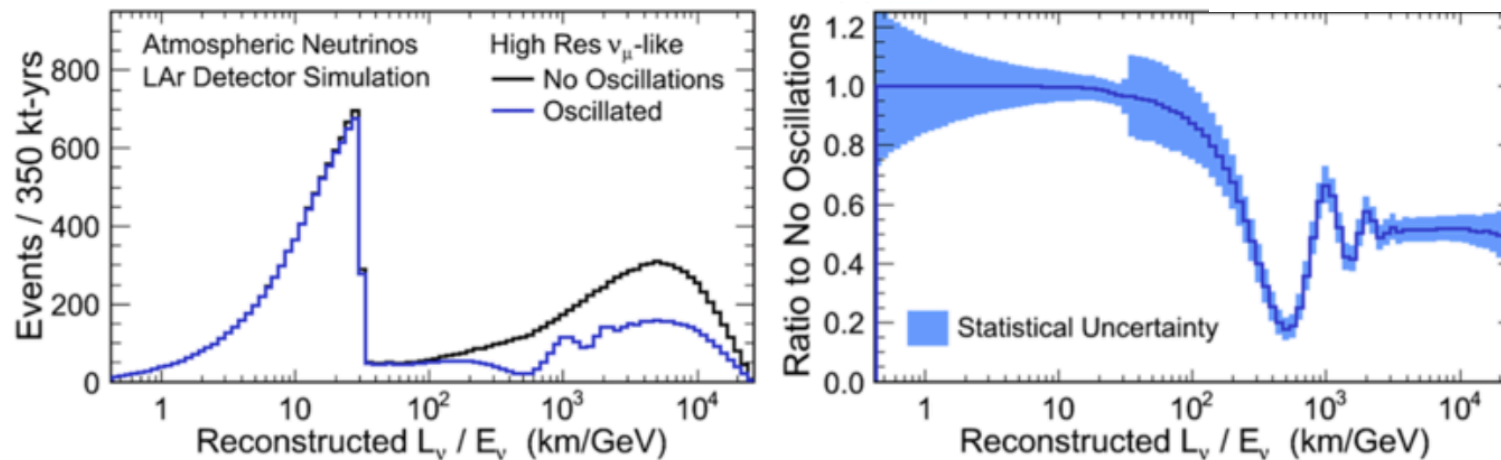 Atmospheric Neutrinos
LAr Detector Simulation
High Res νμ-like
No Oscillations
Oscillated
Events / 350 kt-yrs
800
600
400
200
0
1 10 10² 10³ 10⁴
Reconstructed Lν / Eν (km/GeV)
Ratio to No Oscillations
1.2
1.0
0.8
0.6
0.4
0.2
0.0
Statistical Uncertainty
1 10 10² 10³ 10⁴
Reconstructed Lν / Eν (km/GeV)